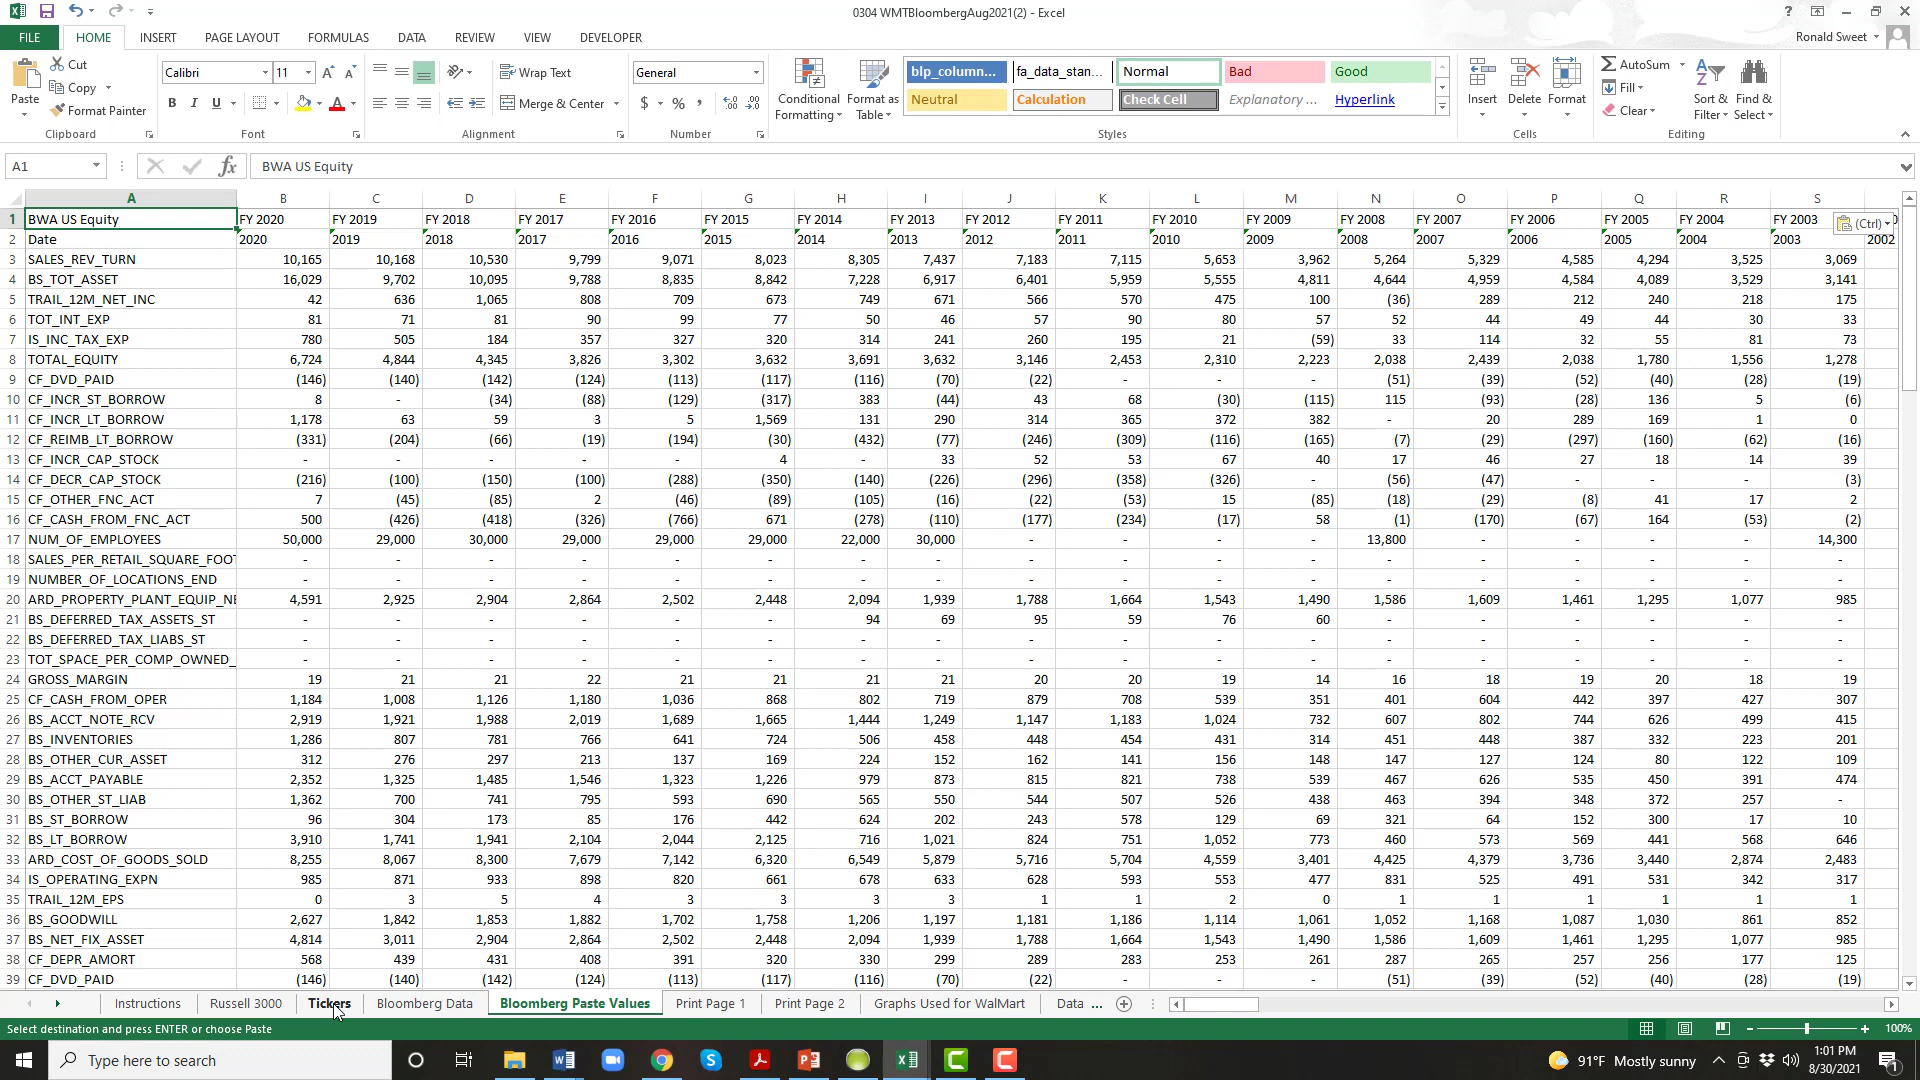 0304 WMTBloombergAug2021(2) - Excel
FILE HOME INSERT PAGE LAYOUT FORMULAS DATA REVIEW VIEW DEVELOPER Ronald Sweet
Cut Calibri 11 Wrap Text General blp_column... fa_data_stan... Normal Bad Good AutoSum
Copy Fill
Paste Format Painter Merge & Center Conditional Formatting Format as Table Neutral Calculation Check Cell Explanatory ... Hyperlink Insert Delete Format Clear Sort & Filter Find & Select
Clipboard Font Alignment Number Styles Cells Editing
A1 fx BWA US Equity
A B C D E F G H I J K L M N O P Q R S
1 BWA US Equity FY 2020 FY 2019 FY 2018 FY 2017 FY 2016 FY 2015 FY 2014 FY 2013 FY 2012 FY 2011 FY 2010 FY 2009 FY 2008 FY 2007 FY 2006 FY 2005 FY 2004 FY 2003 (Ctrl)
2 Date 2020 2019 2018 2017 2016 2015 2014 2013 2012 2011 2010 2009 2008 2007 2006 2005 2004 2003 2002
3 SALES_REV_TURN 10,165 10,168 10,530 9,799 9,071 8,023 8,305 7,437 7,183 7,115 5,653 3,962 5,264 5,329 4,585 4,294 3,525 3,069
4 BS_TOT_ASSET 16,029 9,702 10,095 9,788 8,835 8,842 7,228 6,917 6,401 5,959 5,555 4,811 4,644 4,959 4,584 4,089 3,529 3,141
5 TRAIL_12M_NET_INC 42 636 1,065 808 709 673 749 671 566 570 475 100 (36) 289 212 240 218 175
6 TOT_INT_EXP 81 71 81 90 99 77 50 46 57 90 80 57 52 44 49 44 30 33
7 IS_INC_TAX_EXP 780 505 184 357 327 320 314 241 260 195 21 (59) 33 114 32 55 81 73
8 TOTAL_EQUITY 6,724 4,844 4,345 3,826 3,302 3,632 3,691 3,632 3,146 2,453 2,310 2,223 2,038 2,439 2,038 1,780 1,556 1,278
9 CF_DVD_PAID (146) (140) (142) (124) (113) (117) (116) (70) (22) - - - (51) (39) (52) (40) (28) (19)
10 CF_INCR_ST_BORROW 8 - (34) (88) (129) (317) 383 (44) 43 68 (30) (115) 115 (93) (28) 136 5 (6)
11 CF_INCR_LT_BORROW 1,178 63 59 3 5 1,569 131 290 314 365 372 382 - 20 289 169 1 0
12 CF_REIMB_LT_BORROW (331) (204) (66) (19) (194) (30) (432) (77) (246) (309) (116) (165) (7) (29) (297) (160) (62) (16)
13 CF_INCR_CAP_STOCK - - - - - 4 - 33 52 53 67 40 17 46 27 18 14 39
14 CF_DECR_CAP_STOCK (216) (100) (150) (100) (288) (350) (140) (226) (296) (358) (326) - (56) (47) - - - (3)
15 CF_OTHER_FNC_ACT 7 (45) (85) 2 (46) (89) (105) (16) (22) (53) 15 (85) (18) (29) (8) 41 17 2
16 CF_CASH_FROM_FNC_ACT 500 (426) (418) (326) (766) 671 (278) (110) (177) (234) (17) 58 (1) (170) (67) 164 (53) (2)
17 NUM_OF_EMPLOYEES 50,000 29,000 30,000 29,000 29,000 29,000 22,000 30,000 - - - - 13,800 - - - - 14,300
18 SALES_PER_RETAIL_SQUARE_FOOT - - - - - - - - - - - - - - - - - -
19 NUMBER_OF_LOCATIONS_END - - - - - - - - - - - - - - - - - -
20 ARD_PROPERTY_PLANT_EQUIP_NE 4,591 2,925 2,904 2,864 2,502 2,448 2,094 1,939 1,788 1,664 1,543 1,490 1,586 1,609 1,461 1,295 1,077 985
21 BS_DEFERRED_TAX_ASSETS_ST - - - - - - 94 69 95 59 76 60 - - - - - -
22 BS_DEFERRED_TAX_LIABS_ST - - - - - - - - - - - - - - - - - -
23 TOT_SPACE_PER_COMP_OWNED_ - - - - - - - - - - - - - - - - - -
24 GROSS_MARGIN 19 21 21 22 21 21 21 21 20 20 19 14 16 18 19 20 18 19
25 CF_CASH_FROM_OPER 1,184 1,008 1,126 1,180 1,036 868 802 719 879 708 539 351 401 604 442 397 427 307
26 BS_ACCT_NOTE_RCV 2,919 1,921 1,988 2,019 1,689 1,665 1,444 1,249 1,147 1,183 1,024 732 607 802 744 626 499 415
27 BS_INVENTORIES 1,286 807 781 766 641 724 506 458 448 454 431 314 451 448 387 332 223 201
28 BS_OTHER_CUR_ASSET 312 276 297 213 137 169 224 152 162 141 156 148 147 127 124 80 122 109
29 BS_ACCT_PAYABLE 2,352 1,325 1,485 1,546 1,323 1,226 979 873 815 821 738 539 467 626 535 450 391 474
30 BS_OTHER_ST_LIAB 1,362 700 741 795 593 690 565 550 544 507 526 438 463 394 348 372 257 -
31 BS_ST_BORROW 96 304 173 85 176 442 624 202 243 578 129 69 321 64 152 300 17 10
32 BS_LT_BORROW 3,910 1,741 1,941 2,104 2,044 2,125 716 1,021 824 751 1,052 773 460 573 569 441 568 646
33 ARD_COST_OF_GOODS_SOLD 8,255 8,067 8,300 7,679 7,142 6,320 6,549 5,879 5,716 5,704 4,559 3,401 4,425 4,379 3,736 3,440 2,874 2,483
34 IS_OPERATING_EXPN 985 871 933 898 820 661 678 633 628 593 553 477 831 525 491 531 342 317
35 TRAIL_12M_EPS 0 3 5 4 3 3 3 3 1 1 2 0 1 1 1 1 1 1
36 BS_GOODWILL 2,627 1,842 1,853 1,882 1,702 1,758 1,206 1,197 1,181 1,186 1,114 1,061 1,052 1,168 1,087 1,030 861 852
37 BS_NET_FIX_ASSET 4,814 3,011 2,904 2,864 2,502 2,448 2,094 1,939 1,788 1,664 1,543 1,490 1,586 1,609 1,461 1,295 1,077 985
38 CF_DEPR_AMORT 568 439 431 408 391 320 330 299 289 283 253 261 287 265 257 256 177 125
39 CF_DVD_PAID (146) (140) (142) (124) (113) (117) (116) (70) (22) - - - (51) (39) (52) (40) (28) (19)
Instructions Russell 3000 Tickers Bloomberg Data Bloomberg Paste Values Print Page 1 Print Page 2 Graphs Used for WalMart Data ...
Select destination and press ENTER or choose Paste 100%
Type here to search 91°F Mostly sunny 1:01 PM
8/30/2021